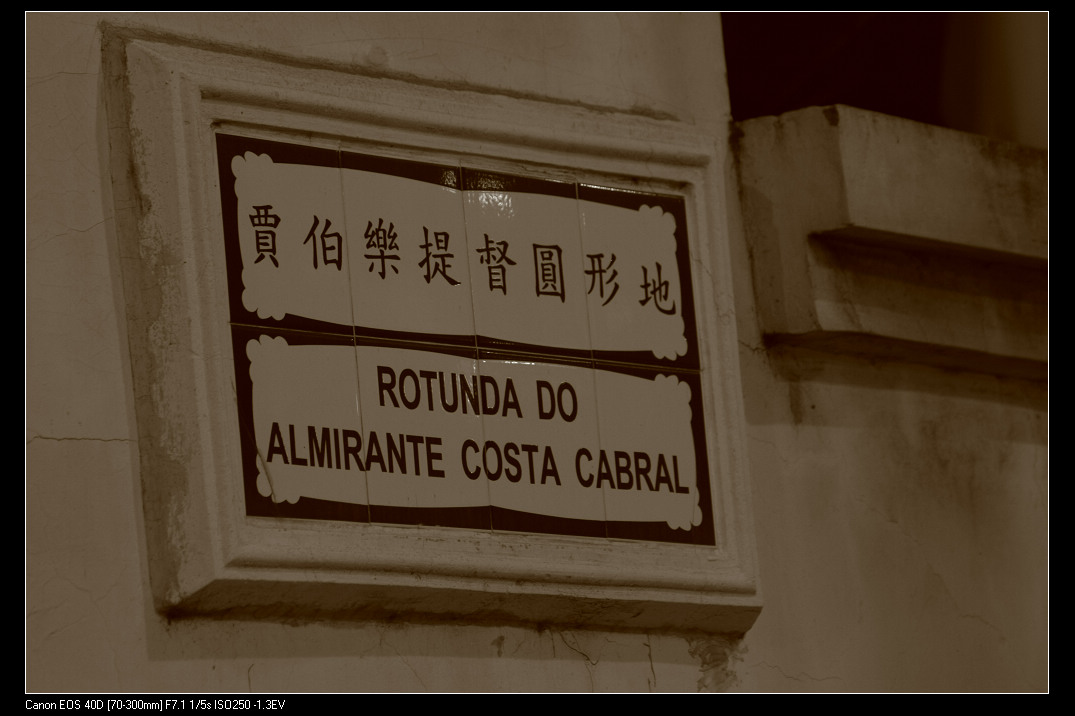 賈伯樂提督圓形地
ROTUNDA DO
ALMIRANTE COSTA CABRAL
Canon EOS 40D [70-300mm] F7.1 1/5s ISO250 -1.3EV